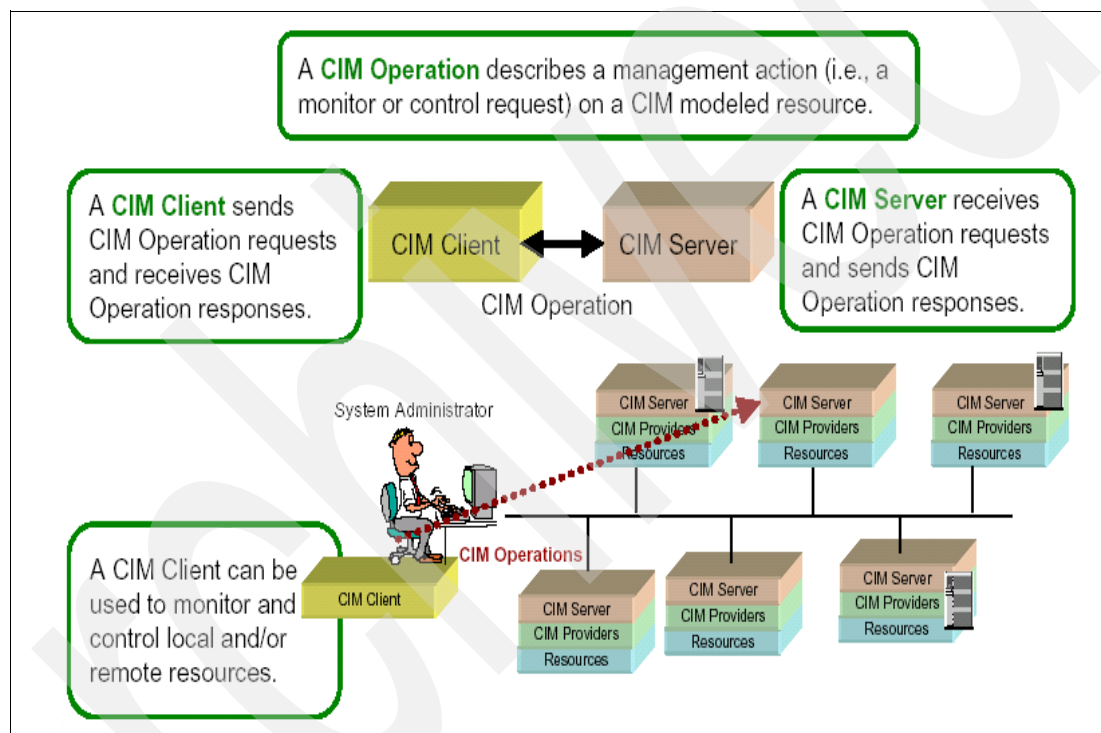 A CIM Operation describes a management action (i.e., a
monitor or control request) on a CIM modeled resource.
A CIM Client sends
CIM Operation requests
and receives CIM
Operation responses.
CIM Client
CIM Server
CIM Operation
A CIM Server receives
CIM Operation requests
and sends CIM
Operation responses.
System Administrator
CIM Server
CIM Providers
Resources
CIM Server
CIM Providers
Resources
CIM Server
CIM Providers
Resources
CIM Operations
A CIM Client can be
used to monitor and
control local and/or
remote resources.
CIM Client
CIM Server
CIM Providers
Resources
CIM Server
CIM Providers
Resources
CIM Server
CIM Providers
Resources